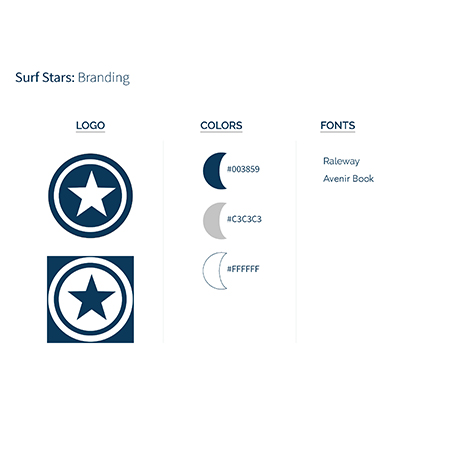 Surf Stars: Branding
LOGO
COLORS
#003859
#C3C3C3
#FFFFFF
FONTS
Raleway
Avenir Book